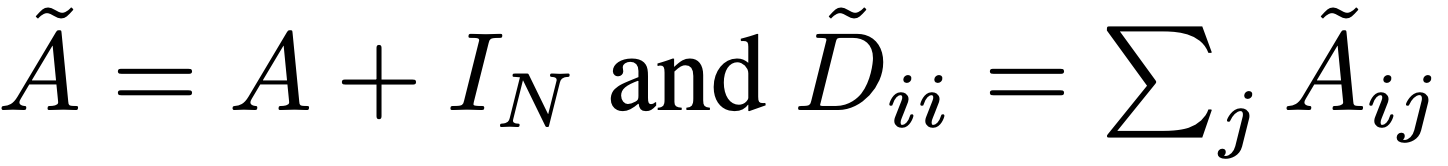 Ã = A + I_N and D̃_ii = ∑_j Ã_ij